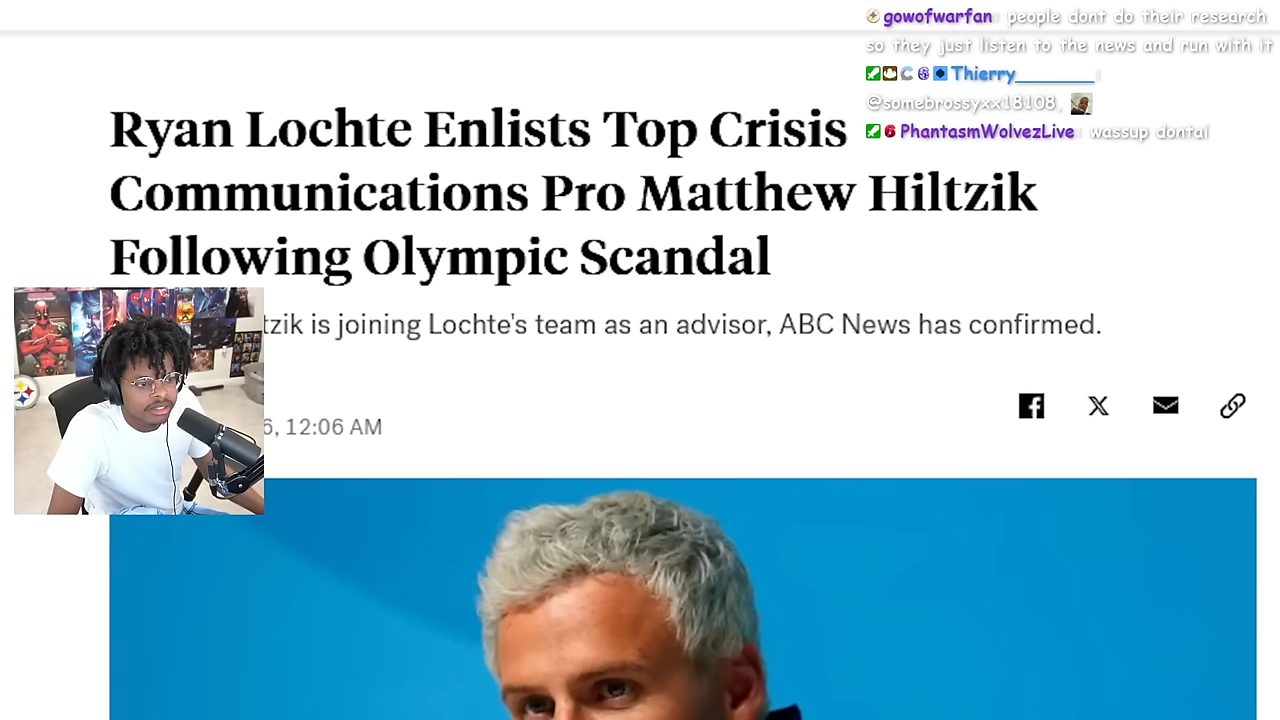 gowofwarfan: people dont do their research
so they just listen to the news and run with it
Thierry________:
@somebrossyxx18108,
PhantasmWolvezLive: wassup dontai
Ryan Lochte Enlists Top Crisis
Communications Pro Matthew Hiltzik
Following Olympic Scandal
tzik is joining Lochte's team as an advisor, ABC News has confirmed.
6, 12:06 AM